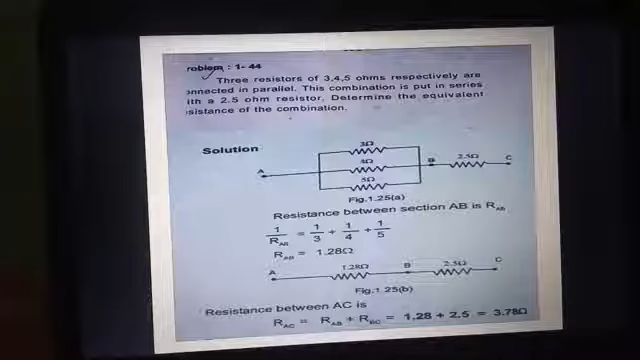 roblem : 1- 44
Three resistors of 3,4,5 ohms respectively are
onnected in parallel. This combination is put in series
ith a 2.5 ohm resistor. Determine the equivalent
sistance of the combination.
Solution
3Ω
A 4Ω B 2.5Ω C
5Ω
Fig.1.25(a)
Resistance between section AB is R_AB
1/R_AB = 1/3 + 1/4 + 1/5
R_AB = 1.28Ω
A 1.28Ω B 2.5Ω C
Fig.1.25(b)
Resistance between AC is
R_AC = R_AB + R_BC = 1.28 + 2.5 = 3.78Ω